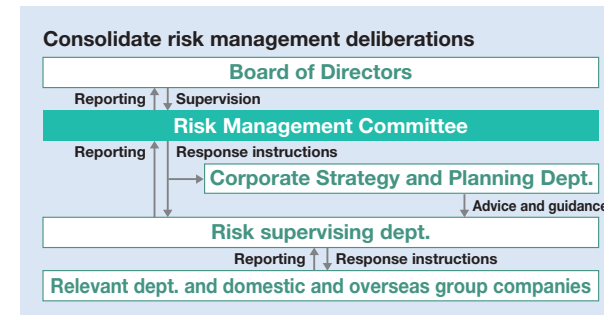 Consolidate risk management deliberations
Board of Directors
Reporting Supervision
Risk Management Committee
Reporting Response instructions
Corporate Strategy and Planning Dept.
Advice and guidance
Risk supervising dept.
Reporting Response instructions
Relevant dept. and domestic and overseas group companies